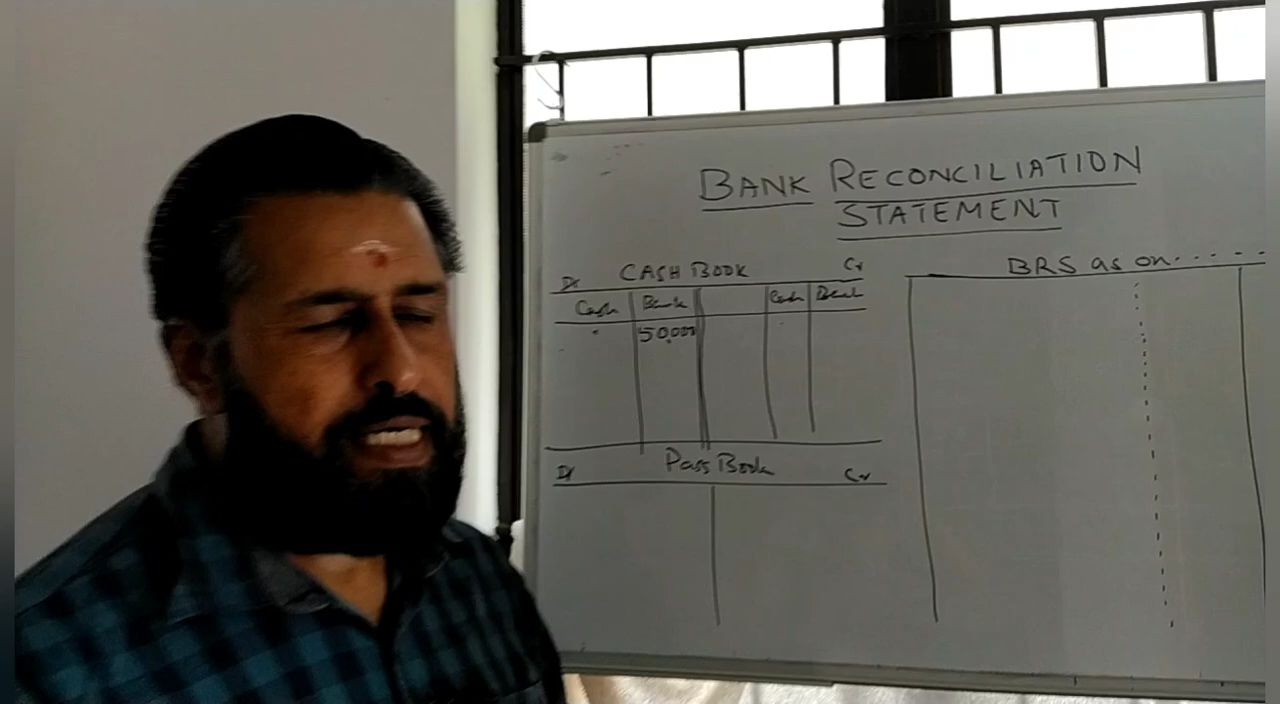 BANK RECONCILIATION
STATEMENT
Dr CASH BOOK Cr
Cash Bank Cash Bank
50,000
Dr Pass Book Cr
BRS as on......